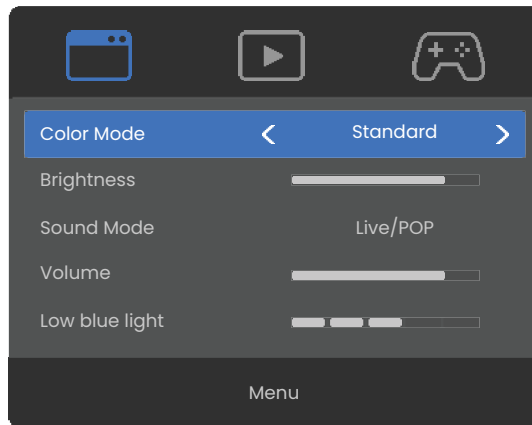 Color Mode Standard
Brightness
Sound Mode Live/POP
Volume
Low blue light
Menu